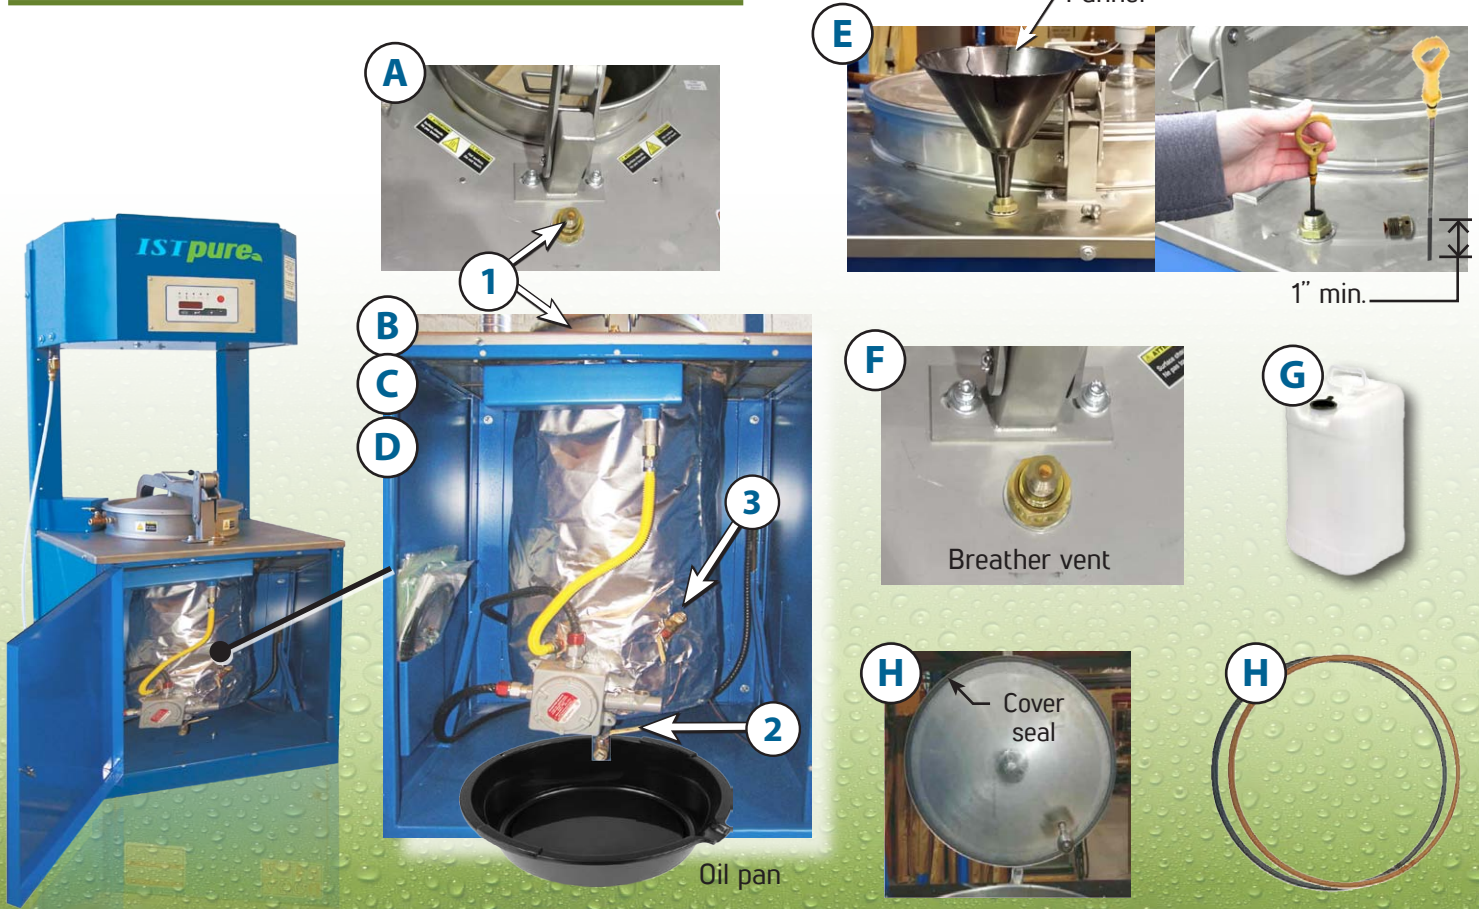 Funnel
E
A
1
ISTpure
1” min.
B
C
D
F
Breather vent
G
3
2
Oil pan
H
Cover
seal
H